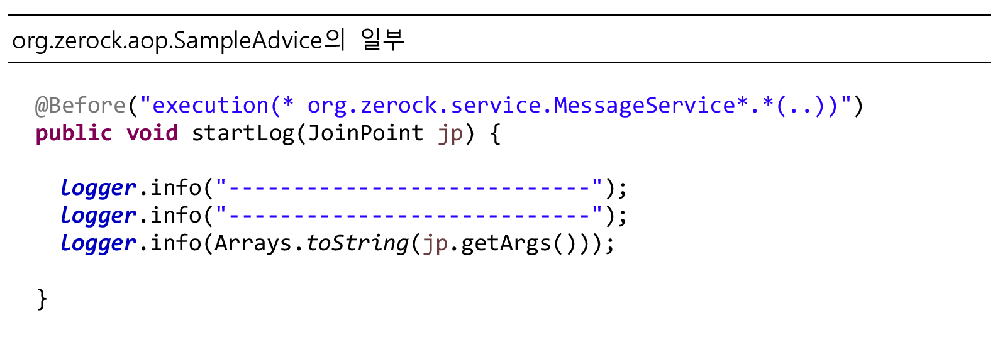 org.zerock.aop.SampleAdvice의 일부
@Before("execution(* org.zerock.service.MessageService*.*(..))")
public void startLog(JoinPoint jp) {
logger.info("----------------------------");
logger.info("----------------------------");
logger.info(Arrays.toString(jp.getArgs()));
}